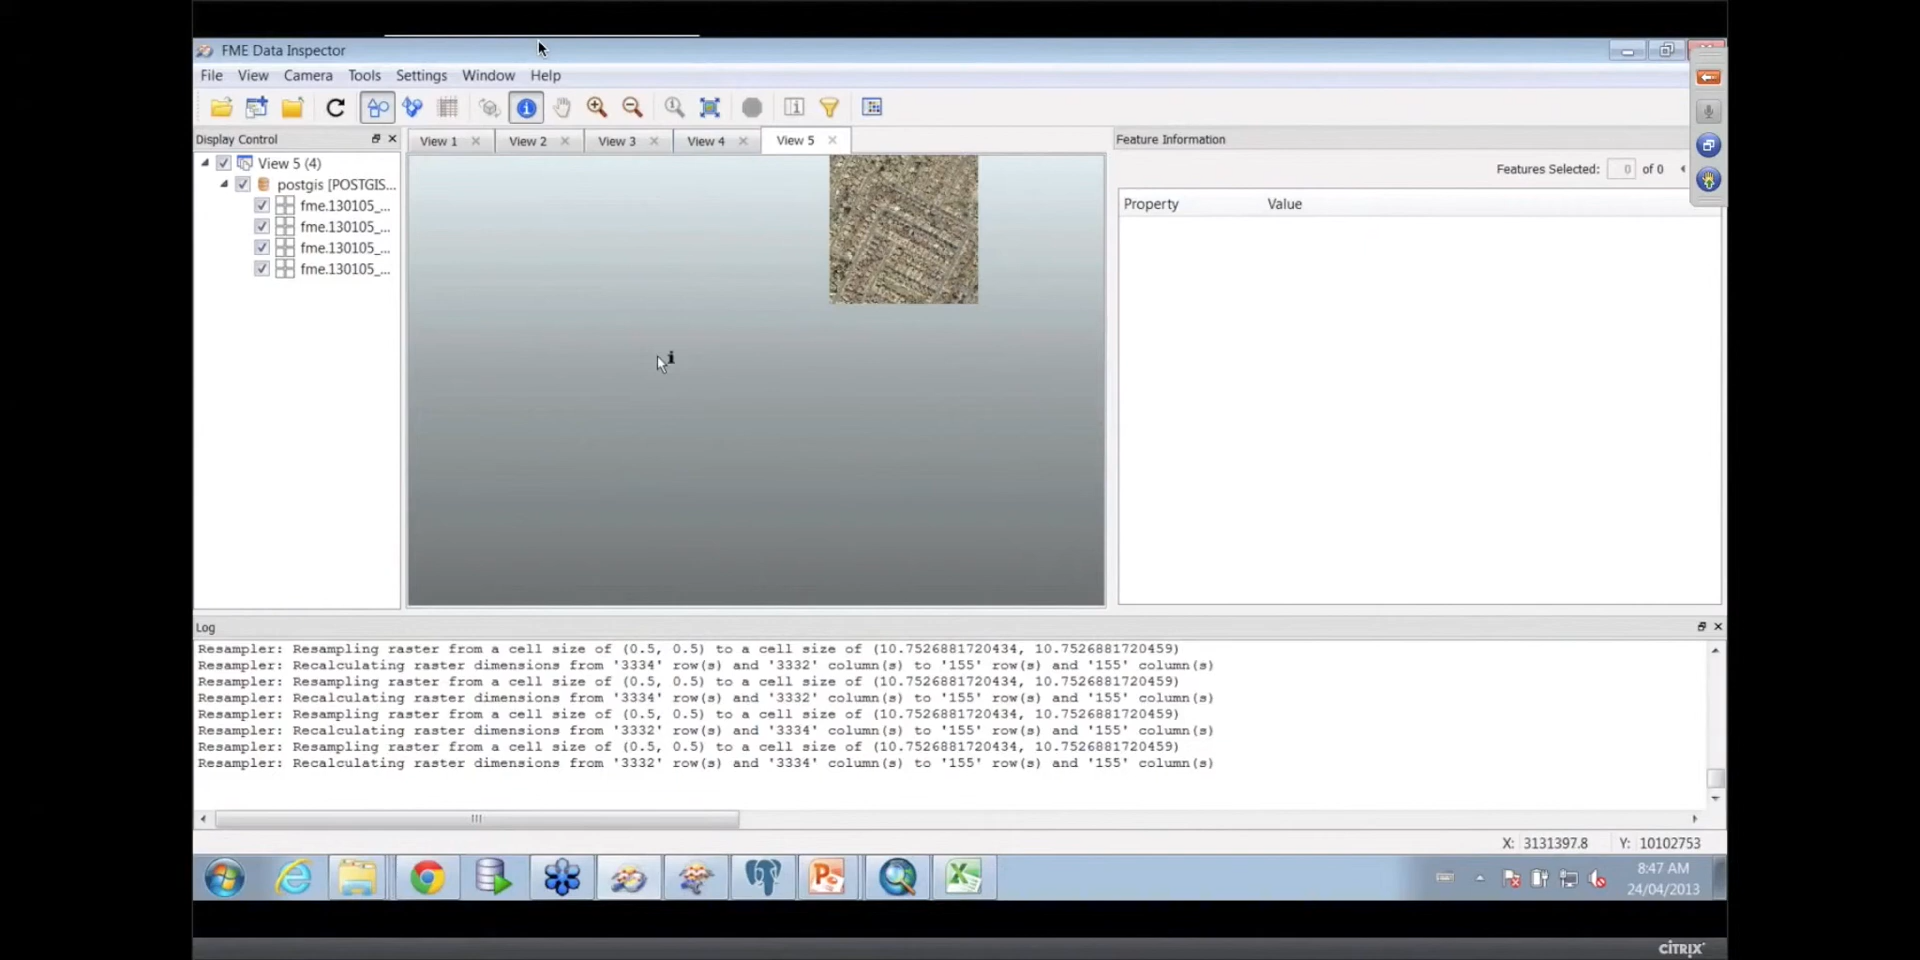 FME Data Inspector
File View Camera Tools Settings Window Help
Display Control
View 5 (4)
postgis [POSTGIS...
fme.130105_...
fme.130105_...
fme.130105_...
fme.130105_...
View 1 View 2 View 3 View 4 View 5
Feature Information
Features Selected: 0 of 0
Property Value
Log
Resampler: Resampling raster from a cell size of (0.5, 0.5) to a cell size of (10.7526881720434, 10.7526881720459)
Resampler: Recalculating raster dimensions from '3334' row(s) and '3332' column(s) to '155' row(s) and '155' column(s)
Resampler: Resampling raster from a cell size of (0.5, 0.5) to a cell size of (10.7526881720434, 10.7526881720459)
Resampler: Recalculating raster dimensions from '3334' row(s) and '3332' column(s) to '155' row(s) and '155' column(s)
Resampler: Resampling raster from a cell size of (0.5, 0.5) to a cell size of (10.7526881720434, 10.7526881720459)
Resampler: Recalculating raster dimensions from '3332' row(s) and '3334' column(s) to '155' row(s) and '155' column(s)
Resampler: Resampling raster from a cell size of (0.5, 0.5) to a cell size of (10.7526881720434, 10.7526881720459)
Resampler: Recalculating raster dimensions from '3332' row(s) and '3334' column(s) to '155' row(s) and '155' column(s)
X: 3131397.8 Y: 10102753
8:47 AM
24/04/2013
CITRIX